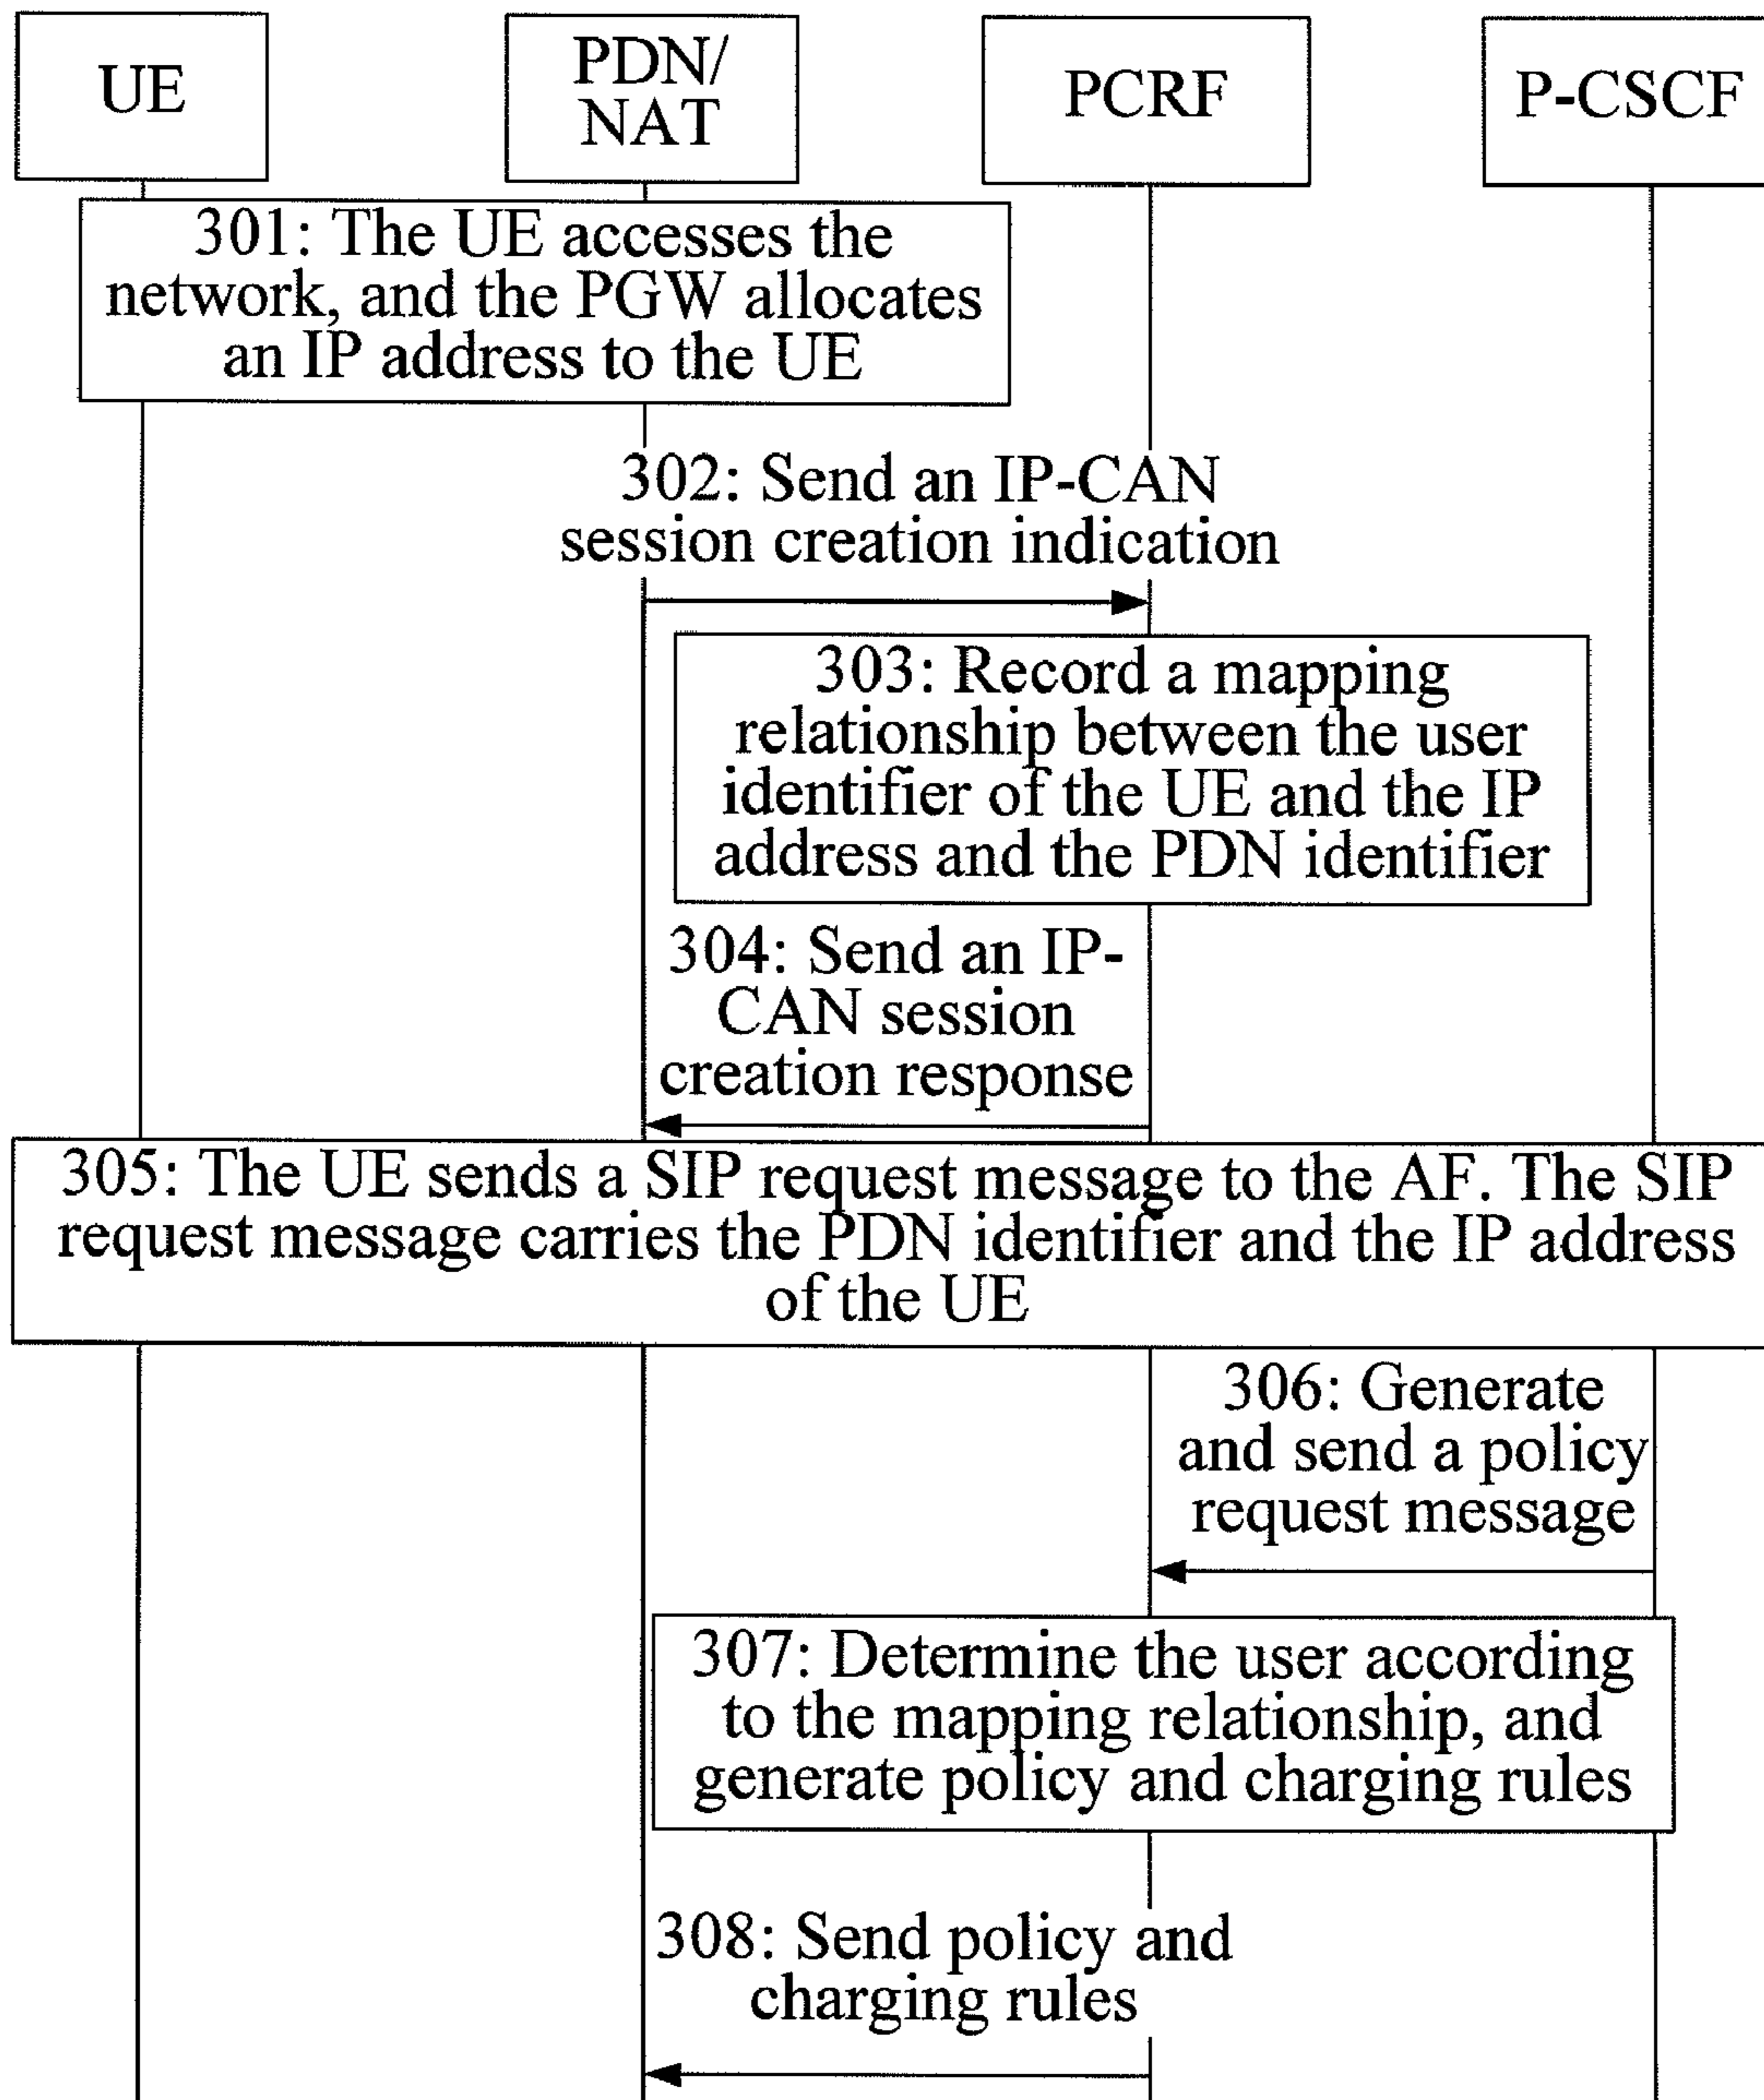 UE
PDN/
NAT
PCRF
P-CSCF
301: The UE accesses the
network, and the PGW allocates
an IP address to the UE
302: Send an IP-CAN
session creation indication
303: Record a mapping
relationship between the user
identifier of the UE and the IP
address and the PDN identifier
304: Send an IP-
CAN session
creation response
305: The UE sends a SIP request message to the AF. The SIP
request message carries the PDN identifier and the IP address
of the UE
306: Generate
and send a policy
request message
307: Determine the user according
to the mapping relationship, and
generate policy and charging rules
308: Send policy and
charging rules